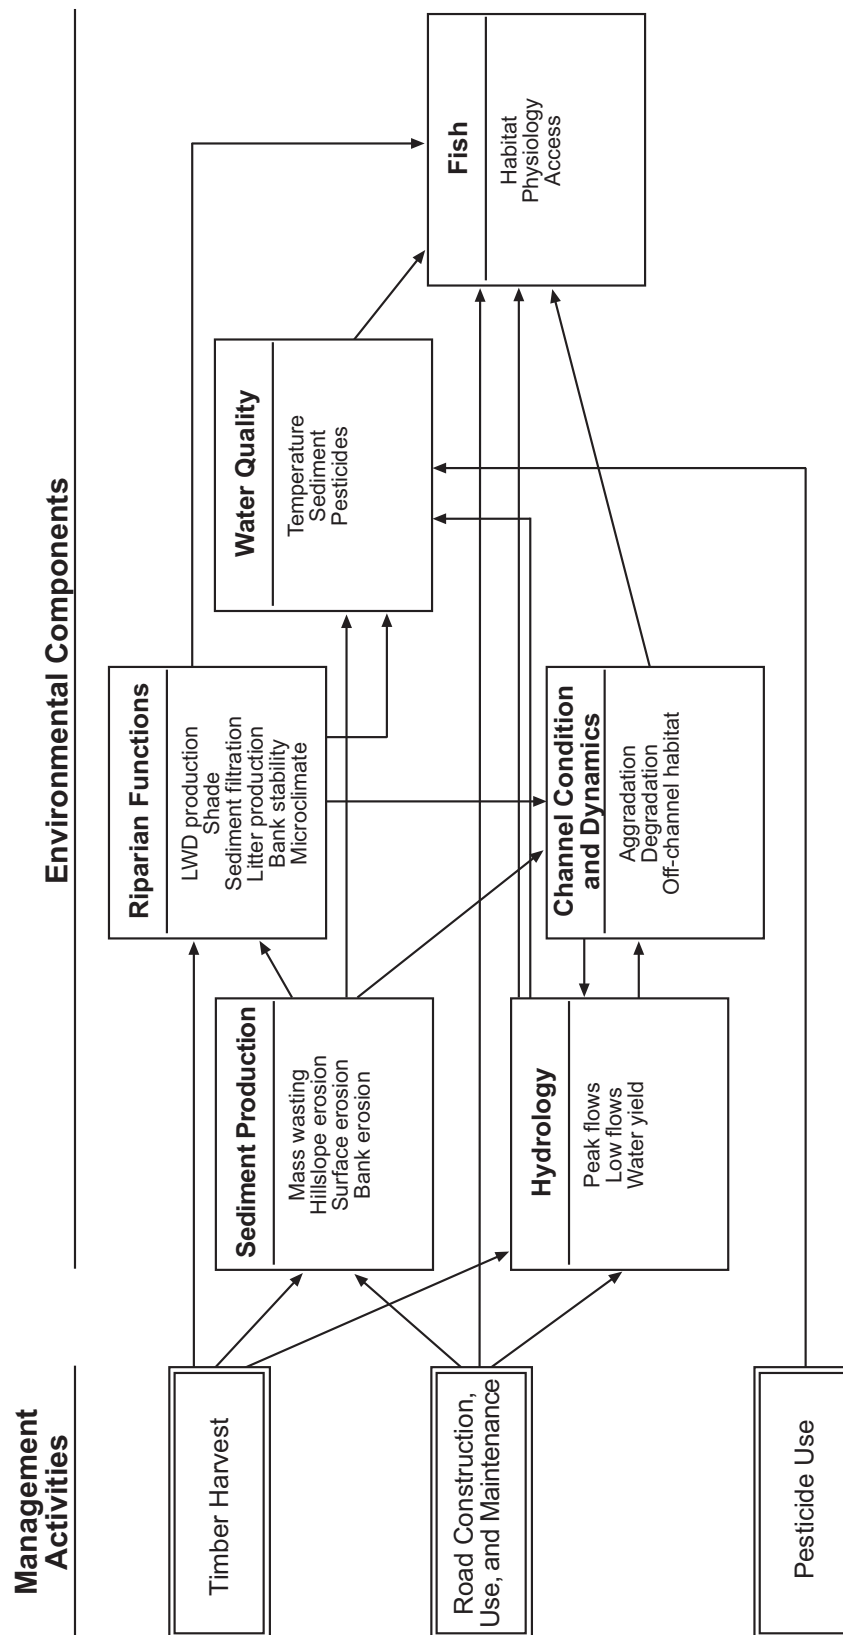 Management
Activities
Environmental Components
Timber Harvest
Road Construction,
Use, and Maintenance
Pesticide Use
Sediment Production
Mass wasting
Hillslope erosion
Surface erosion
Bank erosion
Hydrology
Peak flows
Low flows
Water yield
Riparian Functions
LWD production
Shade
Sediment filtration
Litter production
Bank stability
Microclimate
Channel Condition
and Dynamics
Aggradation
Degradation
Off-channel habitat
Water Quality
Temperature
Sediment
Pesticides
Fish
Habitat
Physiology
Access